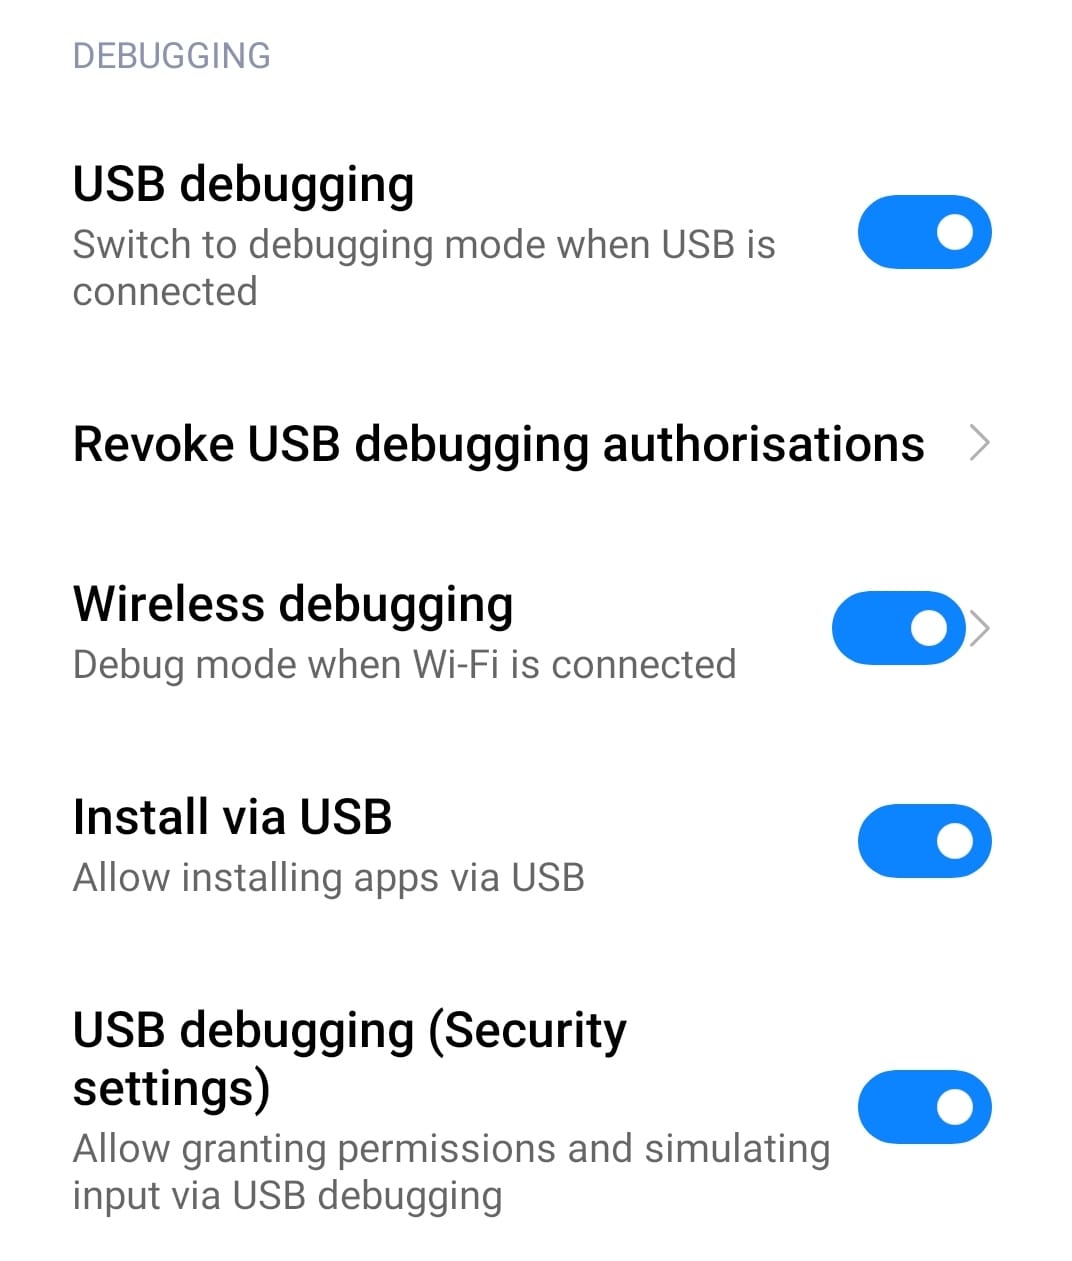 DEBUGGING
USB debugging
Switch to debugging mode when USB is
connected
Revoke USB debugging authorisations
Wireless debugging
Debug mode when Wi-Fi is connected
Install via USB
Allow installing apps via USB
USB debugging (Security
settings)
Allow granting permissions and simulating
input via USB debugging